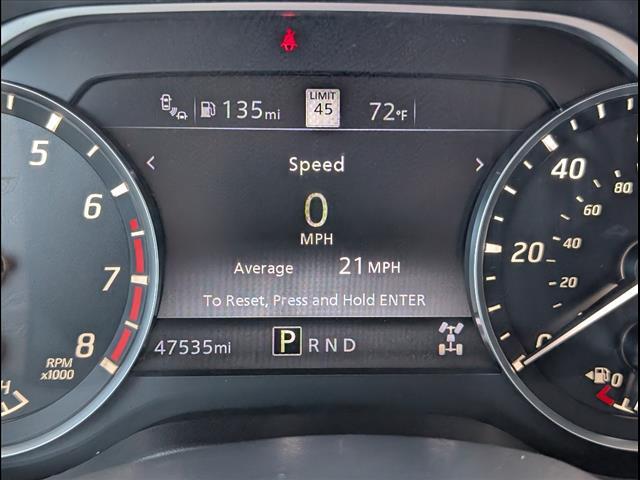 135mi
LIMIT
45
72°F
Speed
0
MPH
Average 21 MPH
To Reset, Press and Hold ENTER
47535mi P R N D
5
6
7
8
RPM
x1000
H
40
80
60
20
40
20
0
0